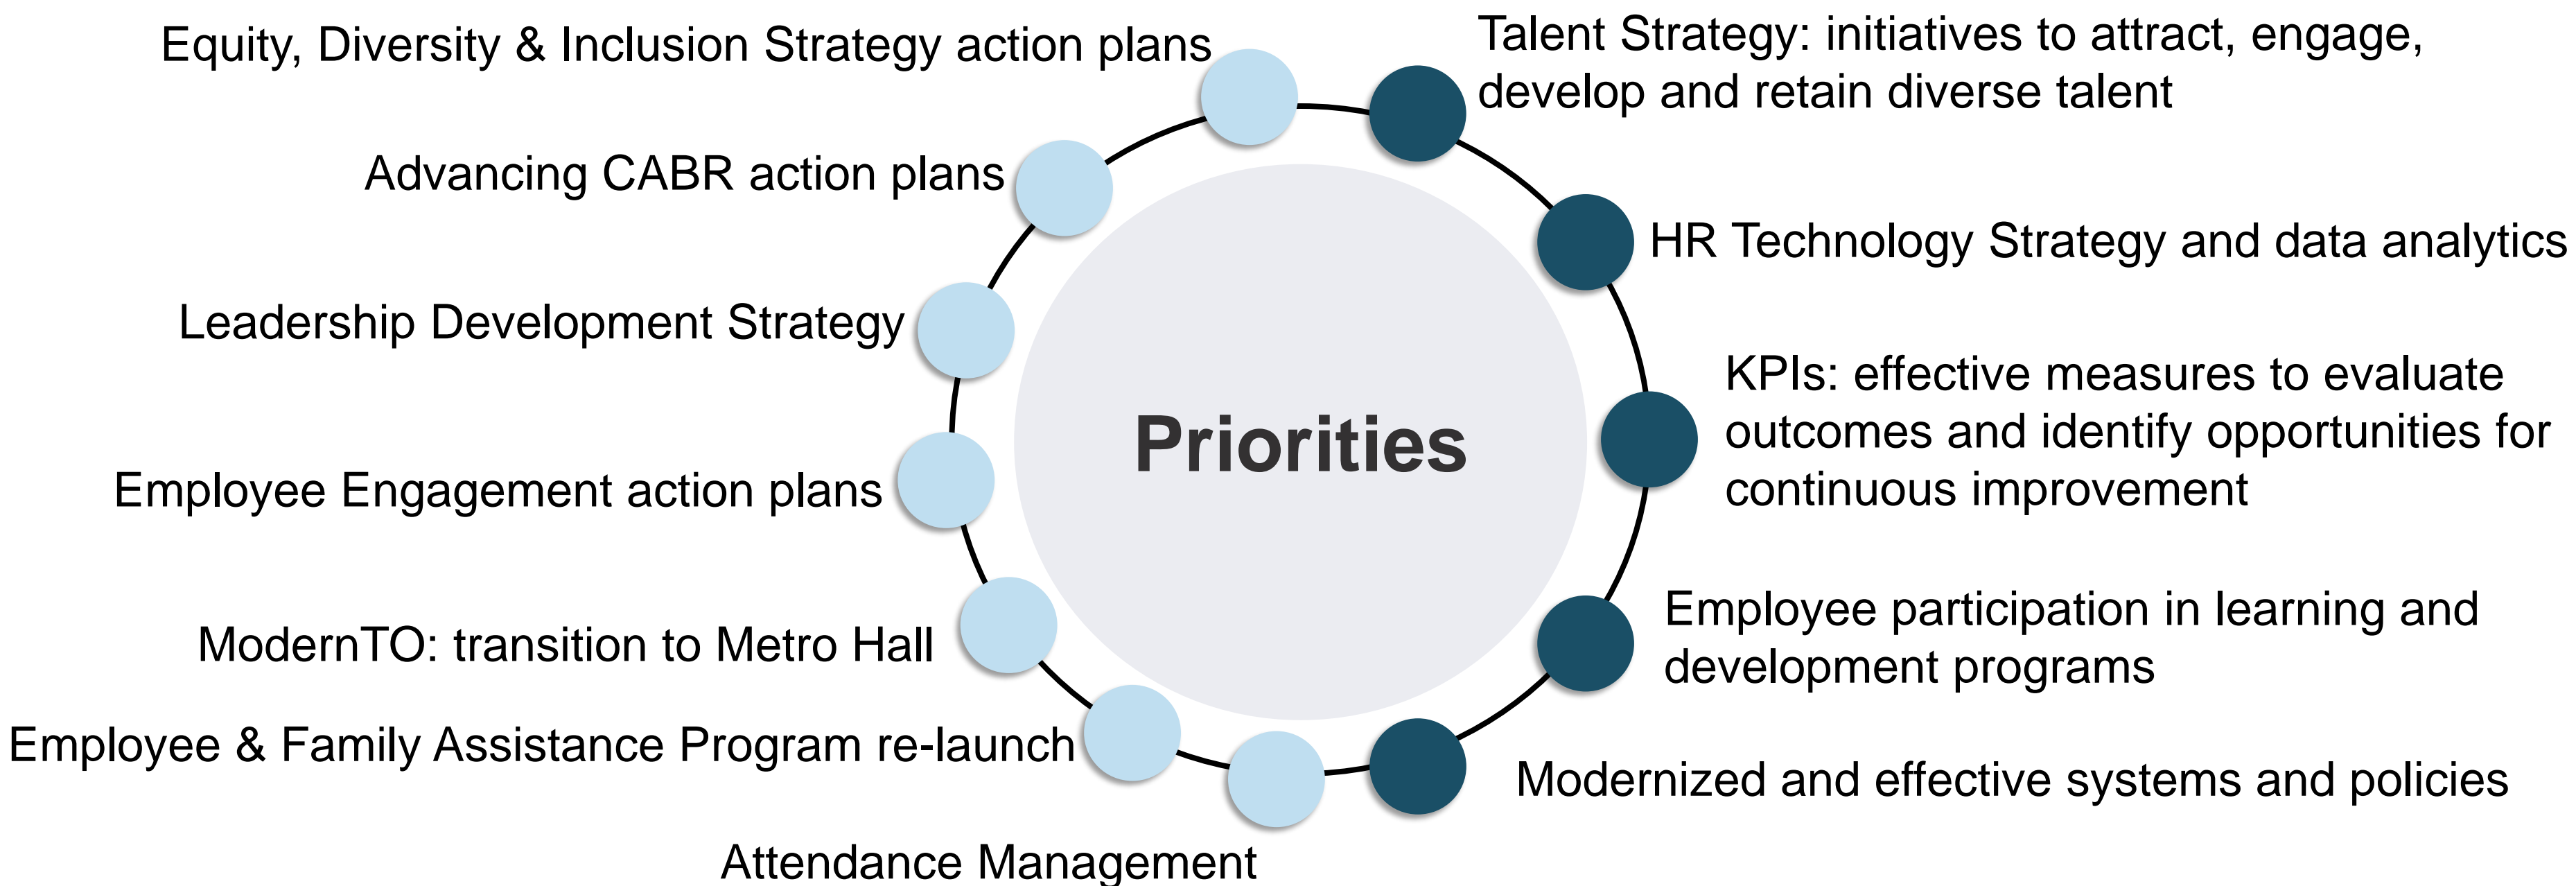 Equity, Diversity & Inclusion Strategy action plans
Advancing CABR action plans
Leadership Development Strategy
Employee Engagement action plans
ModernTO: transition to Metro Hall
Employee & Family Assistance Program re-launch
Attendance Management
Priorities
Talent Strategy: initiatives to attract, engage,
develop and retain diverse talent
HR Technology Strategy and data analytics
KPIs: effective measures to evaluate
outcomes and identify opportunities for
continuous improvement
Employee participation in learning and
development programs
Modernized and effective systems and policies